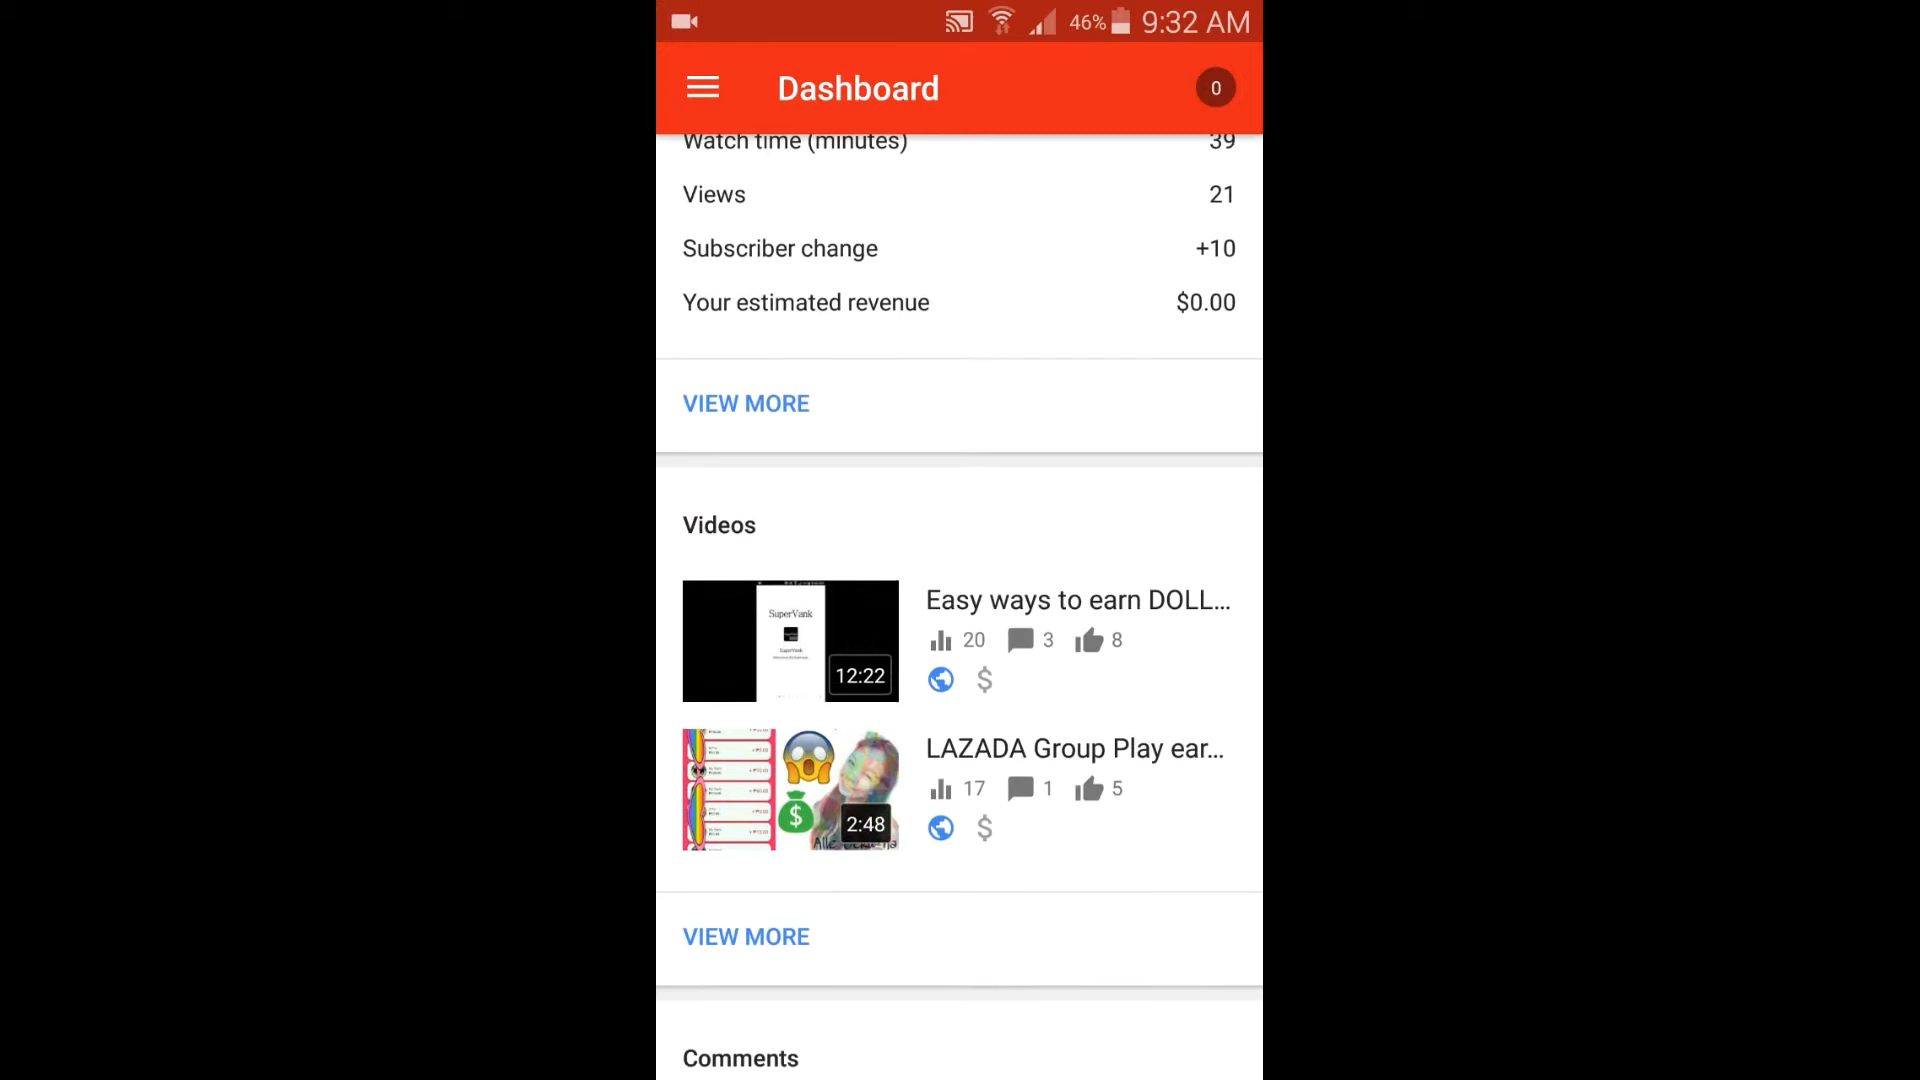 46% 9:32 AM
Dashboard 0
Watch time (minutes) 39
Views 21
Subscriber change +10
Your estimated revenue $0.00
VIEW MORE
Videos
SuperVank
12:22
Easy ways to earn DOLL...
20 3 8
$
2:48
LAZADA Group Play ear...
17 1 5
$
VIEW MORE
Comments